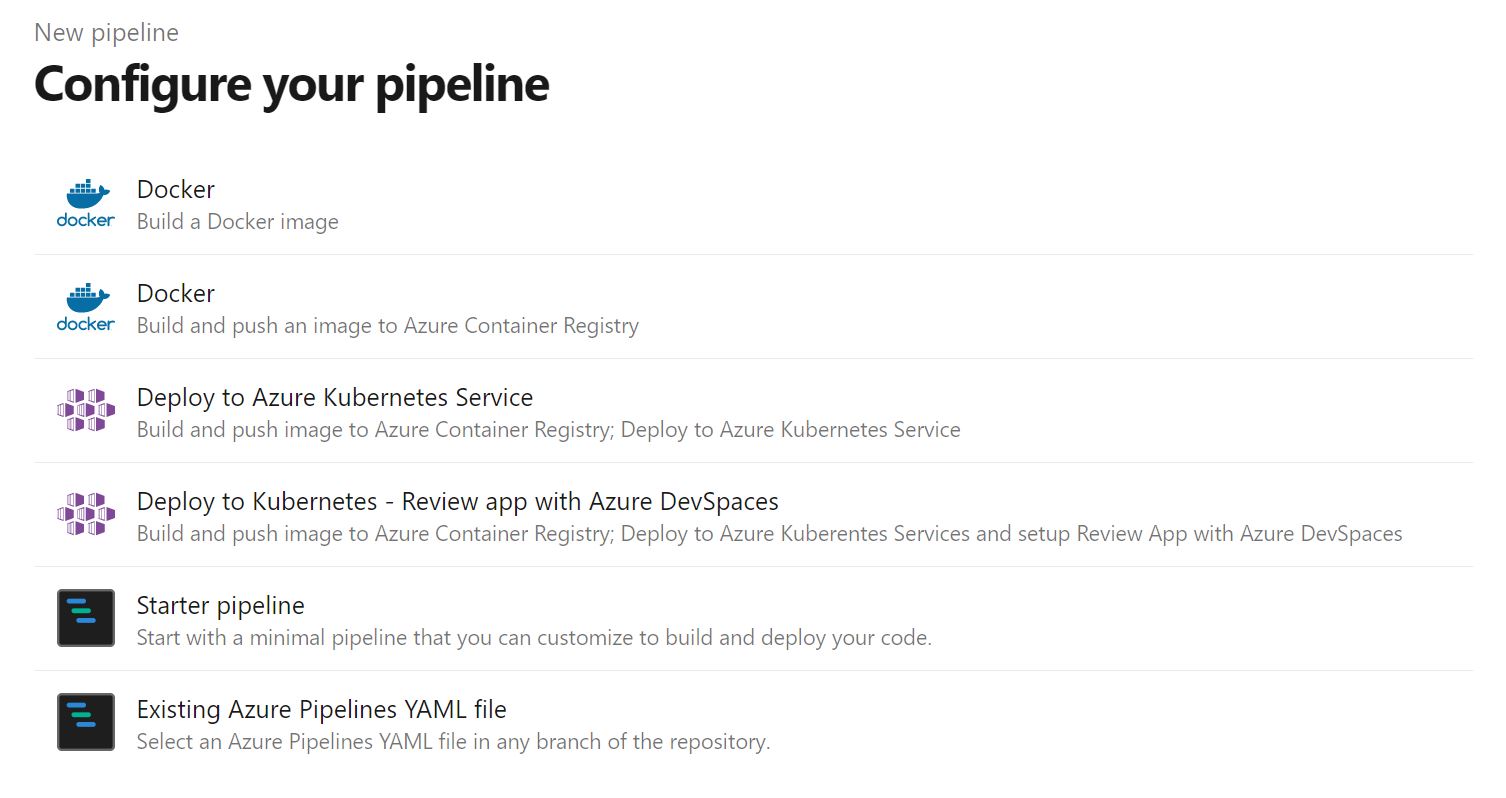 New pipeline
Configure your pipeline
docker
Docker
Build a Docker image
docker
Docker
Build and push an image to Azure Container Registry
Deploy to Azure Kubernetes Service
Build and push image to Azure Container Registry; Deploy to Azure Kubernetes Service
Deploy to Kubernetes - Review app with Azure DevSpaces
Build and push image to Azure Container Registry; Deploy to Azure Kuberentes Services and setup Review App with Azure DevSpaces
Starter pipeline
Start with a minimal pipeline that you can customize to build and deploy your code.
Existing Azure Pipelines YAML file
Select an Azure Pipelines YAML file in any branch of the repository.